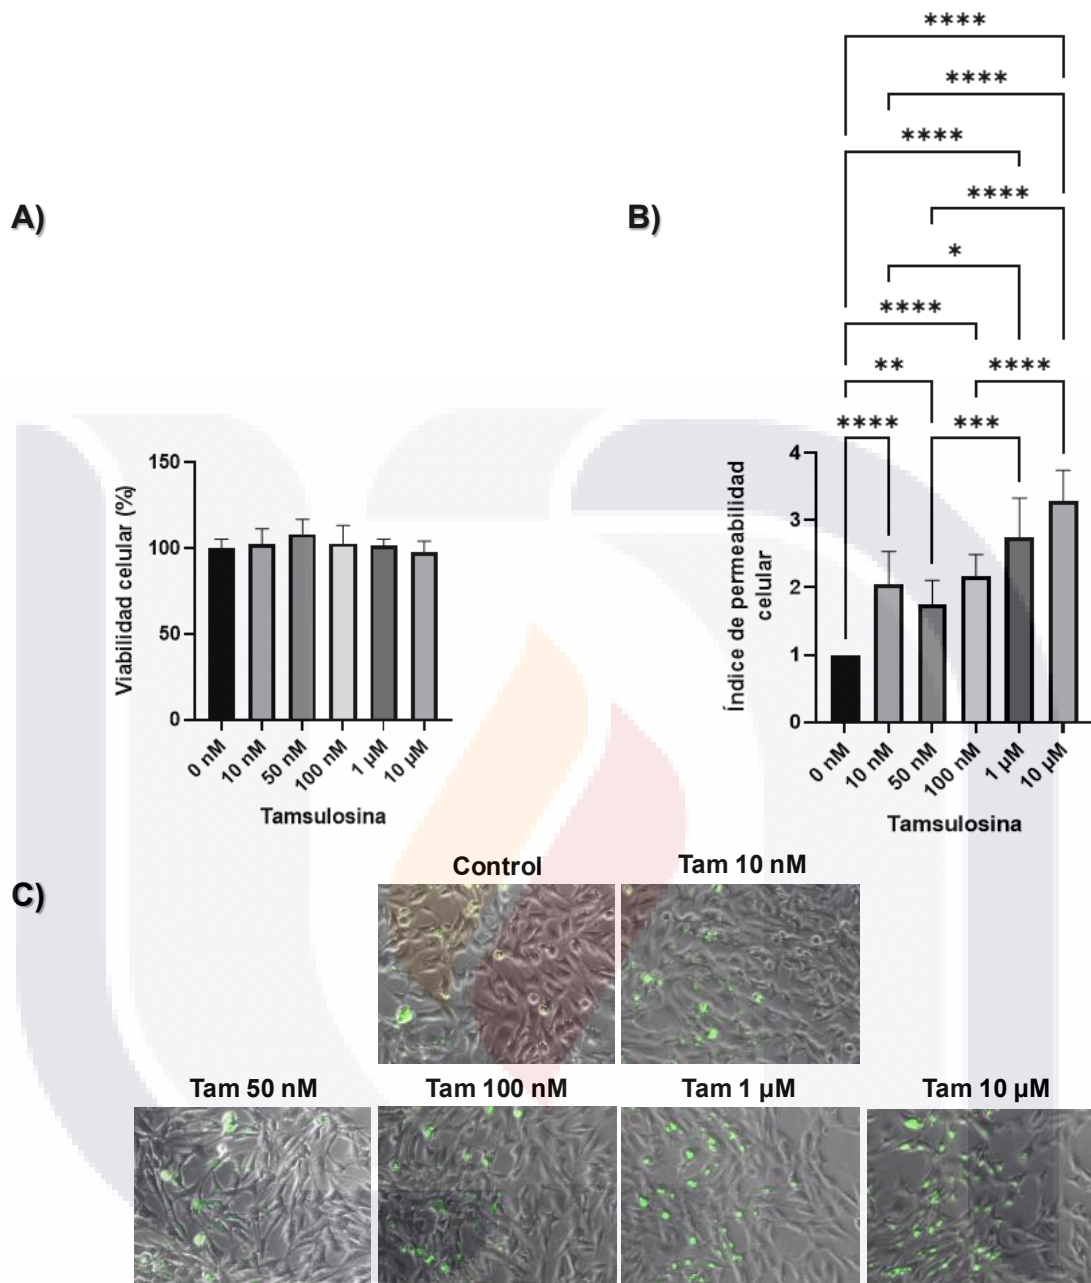 A)
150
100
50
0
Viabilidad celular (%)
0 nM
10 nM
50 nM
100 nM
1 µM
10 µM
Tamsulosina
B)
****
****
****
****
*
****
**
****
****
***
4
3
2
1
0
Índice de permeabilidad
celular
0 nM
10 nM
50 nM
100 nM
1 µM
10 µM
Tamsulosina
C)
Control
Tam 10 nM
Tam 50 nM
Tam 100 nM
Tam 1 µM
Tam 10 µM